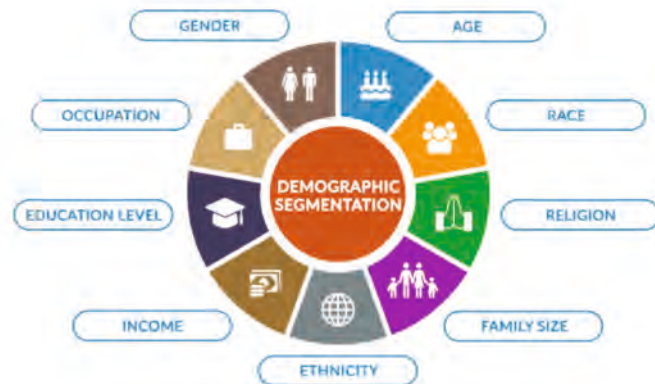 GENDER
AGE
OCCUPATION
RACE
DEMOGRAPHIC
SEGMENTATION
EDUCATION LEVEL
RELIGION
INCOME
FAMILY SIZE
ETHNICITY